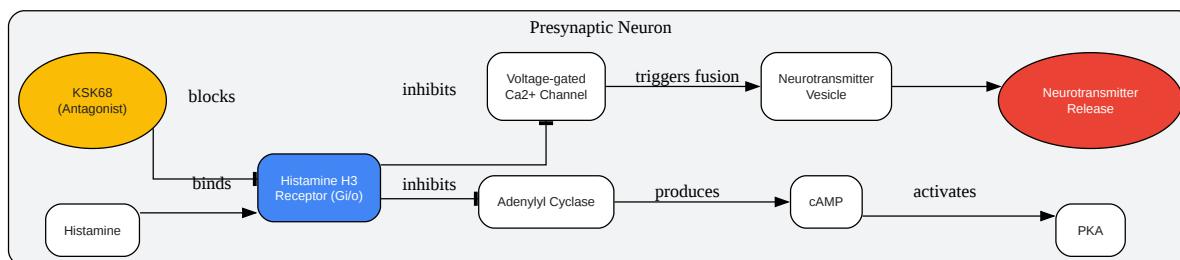 Presynaptic Neuron
KSK68
(Antagonist)
blocks
inhibits
Voltage-gated
Ca2+ Channel
triggers fusion
Neurotransmitter
Vesicle
Neurotransmitter
Release
binds
Histamine H3
Receptor (Gi/o)
inhibits
Adenylyl Cyclase
produces
cAMP
activates
Histamine
PKA